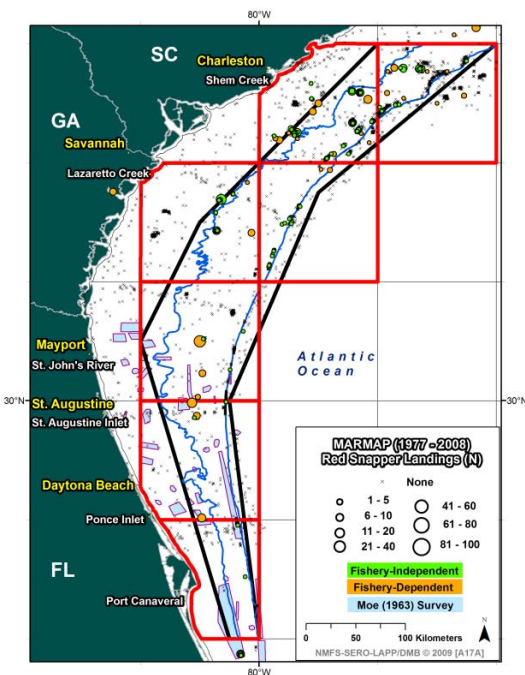 80°W
SC
Charleston
Shem Creek
GA
Savannah
Lazaretto Creek
Mayport
St. John's River
Atlantic
Ocean
30°N
30°N
St. Augustine
St. Augustine Inlet
Daytona Beach
Ponce Inlet
FL
Port Canaveral
MARMAP (1977 - 2008)
Red Snapper Landings (N)
None
1 - 5
6 - 10
11 - 20
21 - 40
41 - 60
61 - 80
81 - 100
Fishery-Independent
Fishery-Dependent
Moe (1963) Survey
N
0 50 100 Kilometers
NMFS-SERO-LAPP/DMB © 2009 [A17A]
80°W